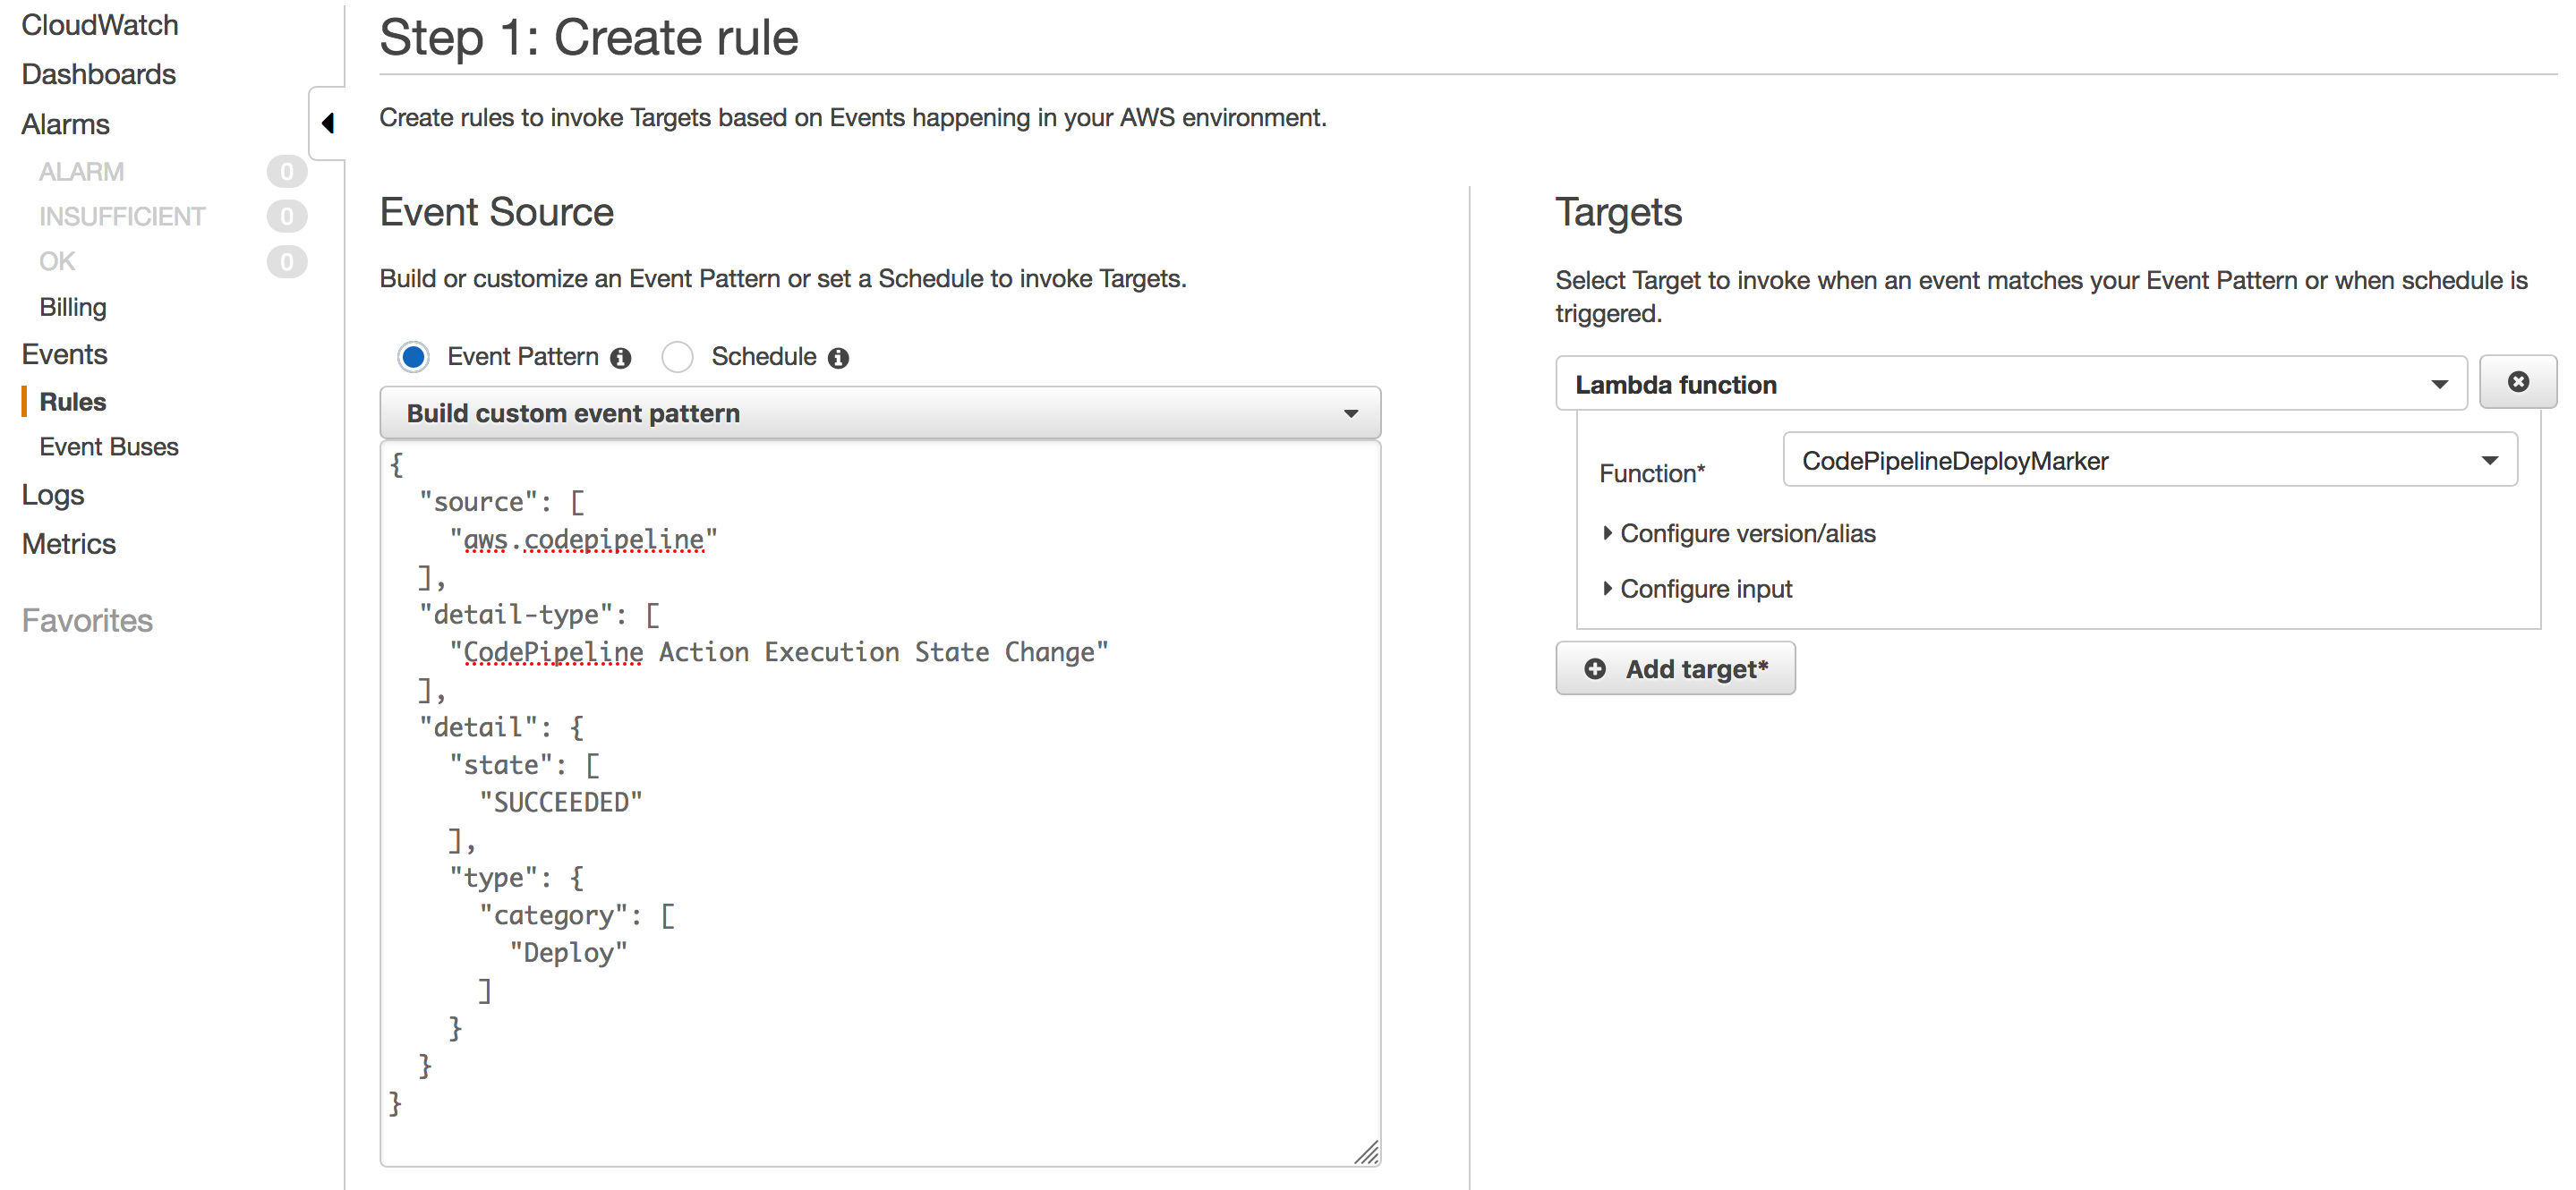 CloudWatch
Dashboards
Alarms
ALARM 0
INSUFFICIENT 0
OK 0
Billing
Events
Rules
Event Buses
Logs
Metrics
Favorites
Step 1: Create rule
Create rules to invoke Targets based on Events happening in your AWS environment.
Event Source
Build or customize an Event Pattern or set a Schedule to invoke Targets.
Event Pattern Schedule
Build custom event pattern
{
  "source": [
    "aws.codepipeline"
  ],
  "detail-type": [
    "CodePipeline Action Execution State Change"
  ],
  "detail": {
    "state": [
      "SUCCEEDED"
    ],
    "type": {
      "category": [
        "Deploy"
      ]
    }
  }
}
Targets
Select Target to invoke when an event matches your Event Pattern or when schedule is
triggered.
Lambda function
Function* CodePipelineDeployMarker
Configure version/alias
Configure input
Add target*